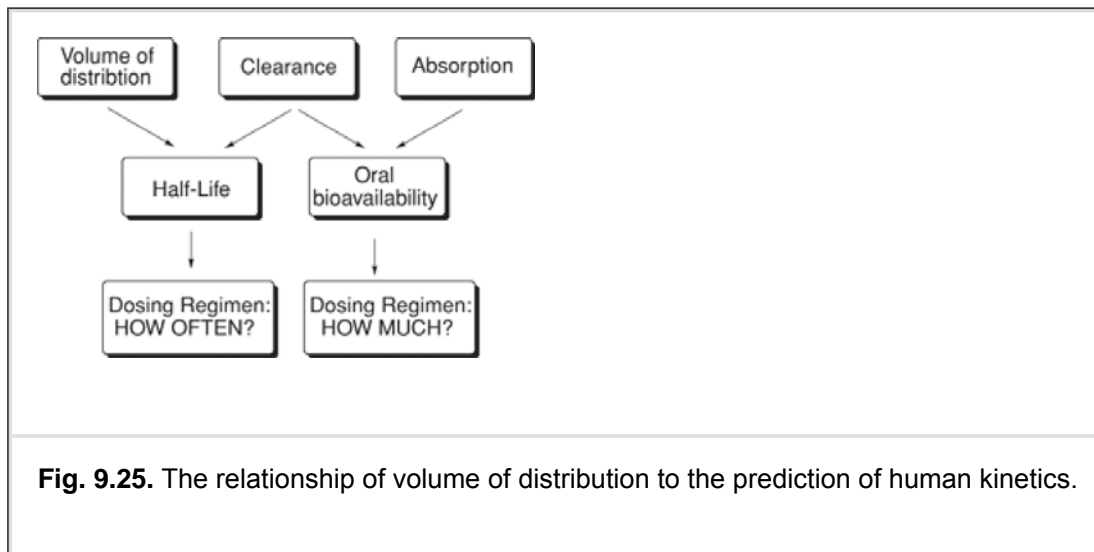 Volume of
distribtion
Clearance
Absorption
Half-Life
Oral
bioavailability
Dosing Regimen:
HOW OFTEN?
Dosing Regimen:
HOW MUCH?
Fig. 9.25. The relationship of volume of distribution to the prediction of human kinetics.